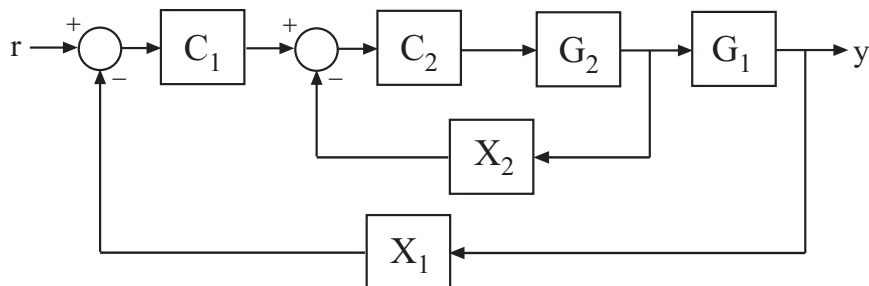 r + − C₁ + − C₂ G₂ G₁ y
X₂
X₁